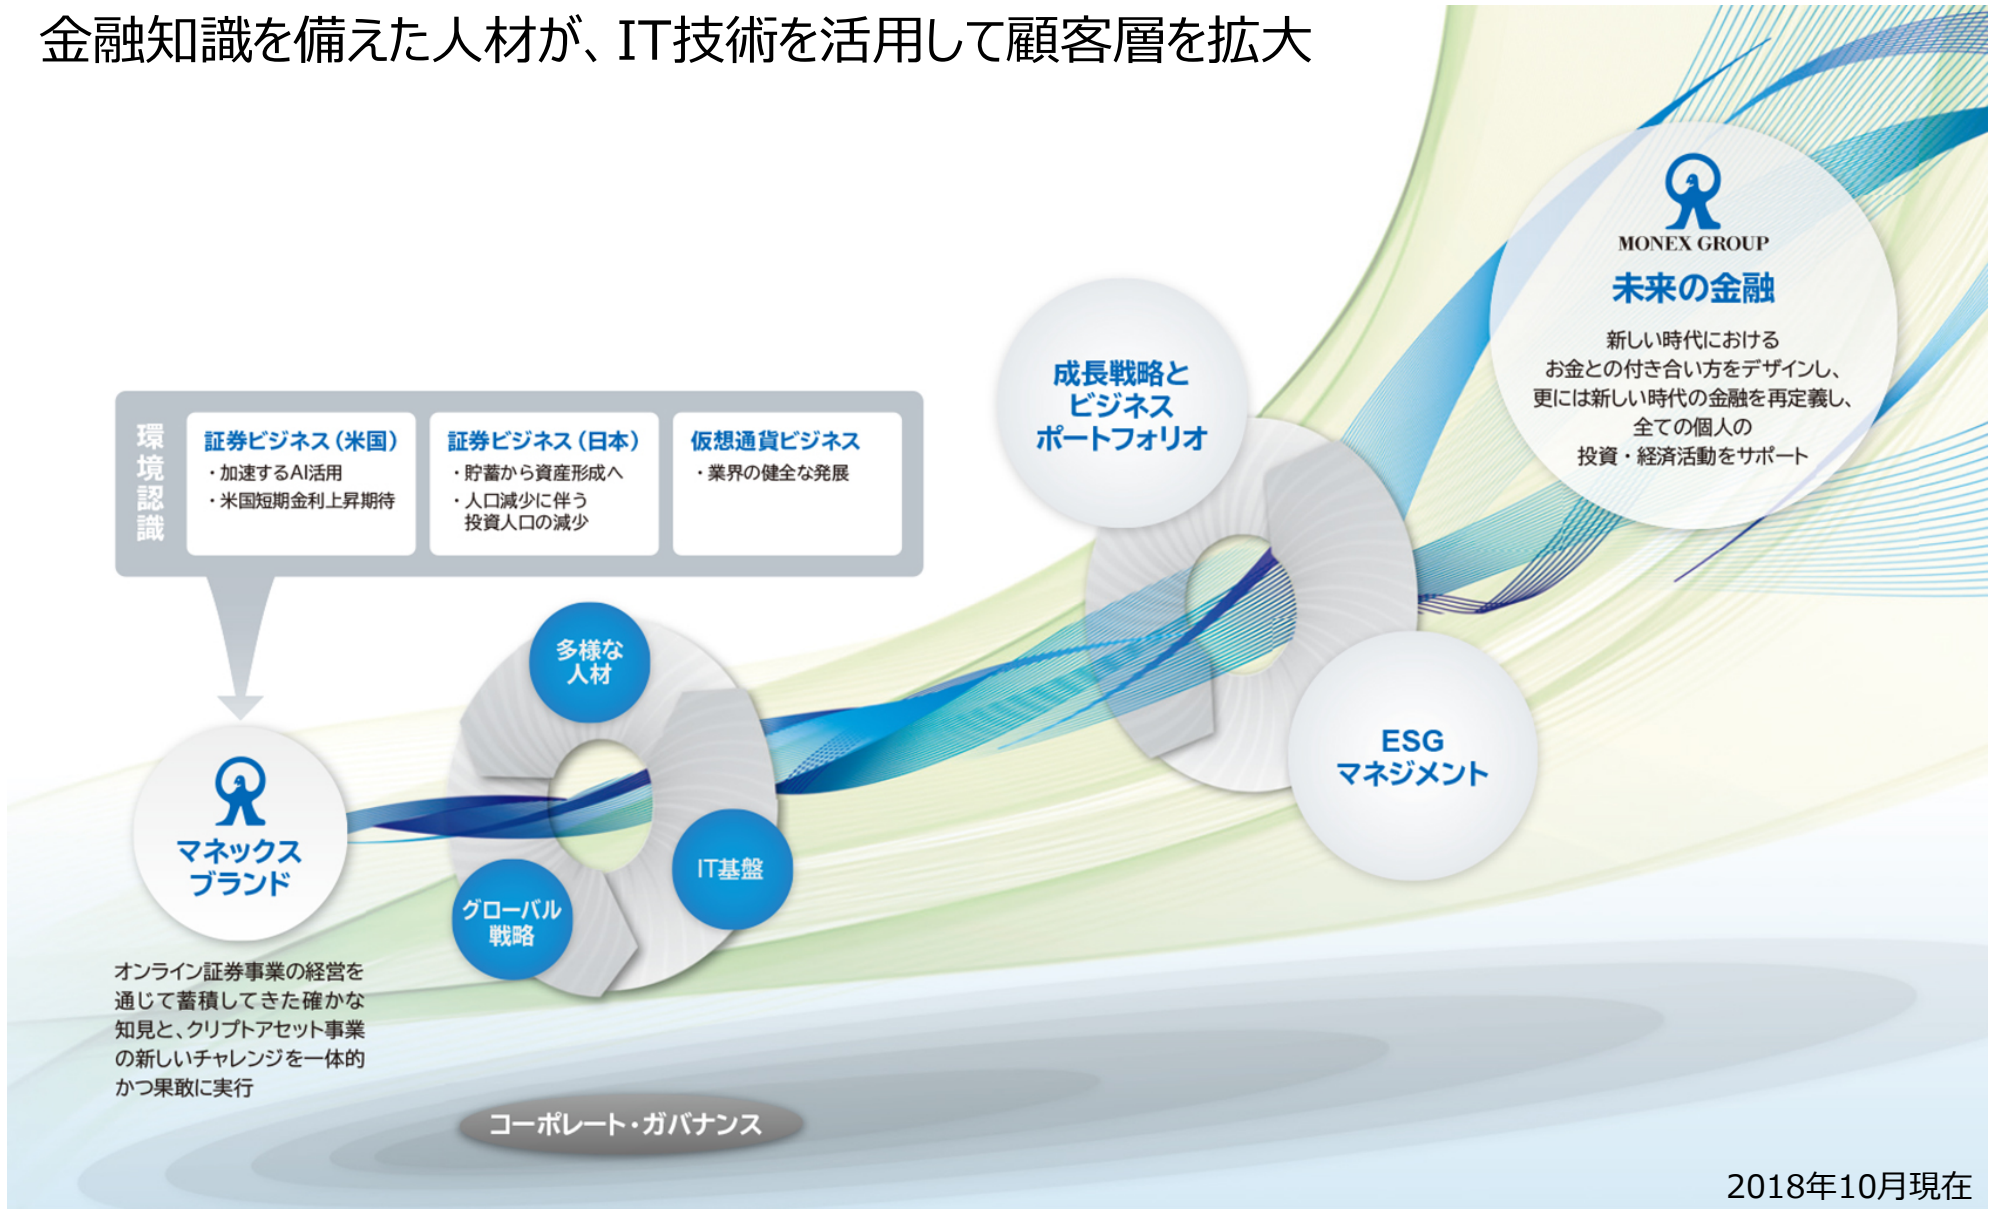 金融知識を備えた人材が、IT技術を活用して顧客層を拡大
MONEX GROUP
未来の金融
新しい時代における
お金との付き合い方をデザインし、
更には新しい時代の金融を再定義し、
全ての個人の
投資・経済活動をサポート
成長戦略と
ビジネス
ポートフォリオ
ESG
マネジメント
環境認識
証券ビジネス（米国）
・加速するAI活用
・米国短期金利上昇期待
証券ビジネス（日本）
・貯蓄から資産形成へ
・人口減少に伴う
投資人口の減少
仮想通貨ビジネス
・業界の健全な発展
多様な
人材
IT基盤
グローバル
戦略
マネックス
ブランド
オンライン証券事業の経営を
通じて蓄積してきた確かな
知見と、クリプトアセット事業
の新しいチャレンジを一体的
かつ果敢に実行
コーポレート・ガバナンス
2018年10月現在